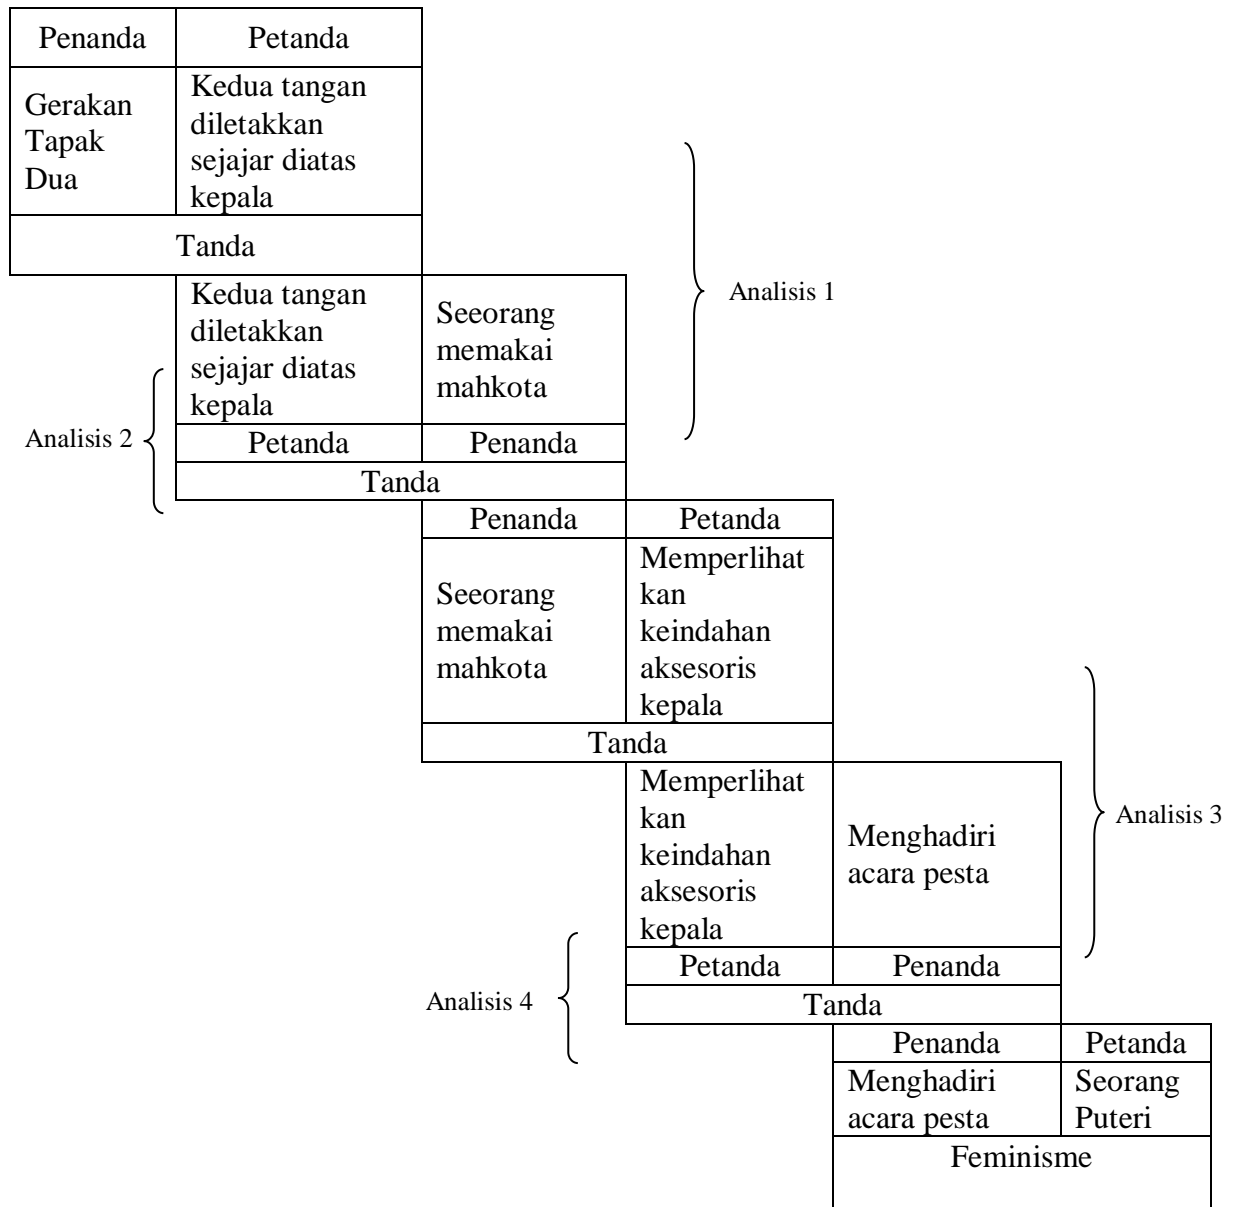 Penanda Petanda
Gerakan
Tapak
Dua
Kedua tangan
diletakkan
sejajar diatas
kepala
Tanda
Analisis 1
Kedua tangan
diletakkan
sejajar diatas
kepala
Seeorang
memakai
mahkota
Analisis 2
Petanda Penanda
Tanda
Penanda Petanda
Seeorang
memakai
mahkota
Memperlihat
kan
keindahan
aksesoris
kepala
Tanda
Analisis 3
Memperlihat
kan
keindahan
aksesoris
kepala
Menghadiri
acara pesta
Petanda Penanda
Analisis 4
Tanda
Penanda Petanda
Menghadiri
acara pesta
Seorang
Puteri
Feminisme